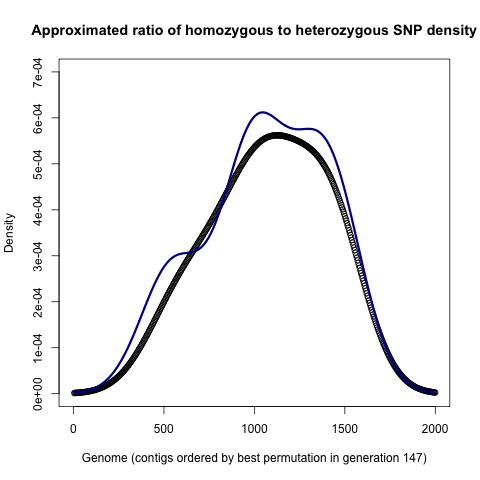 Approximated ratio of homozygous to heterozygous SNP density
7e-04
6e-04
5e-04
4e-04
3e-04
2e-04
1e-04
0e+00
Density
0 500 1000 1500 2000
Genome (contigs ordered by best permutation in generation 147)